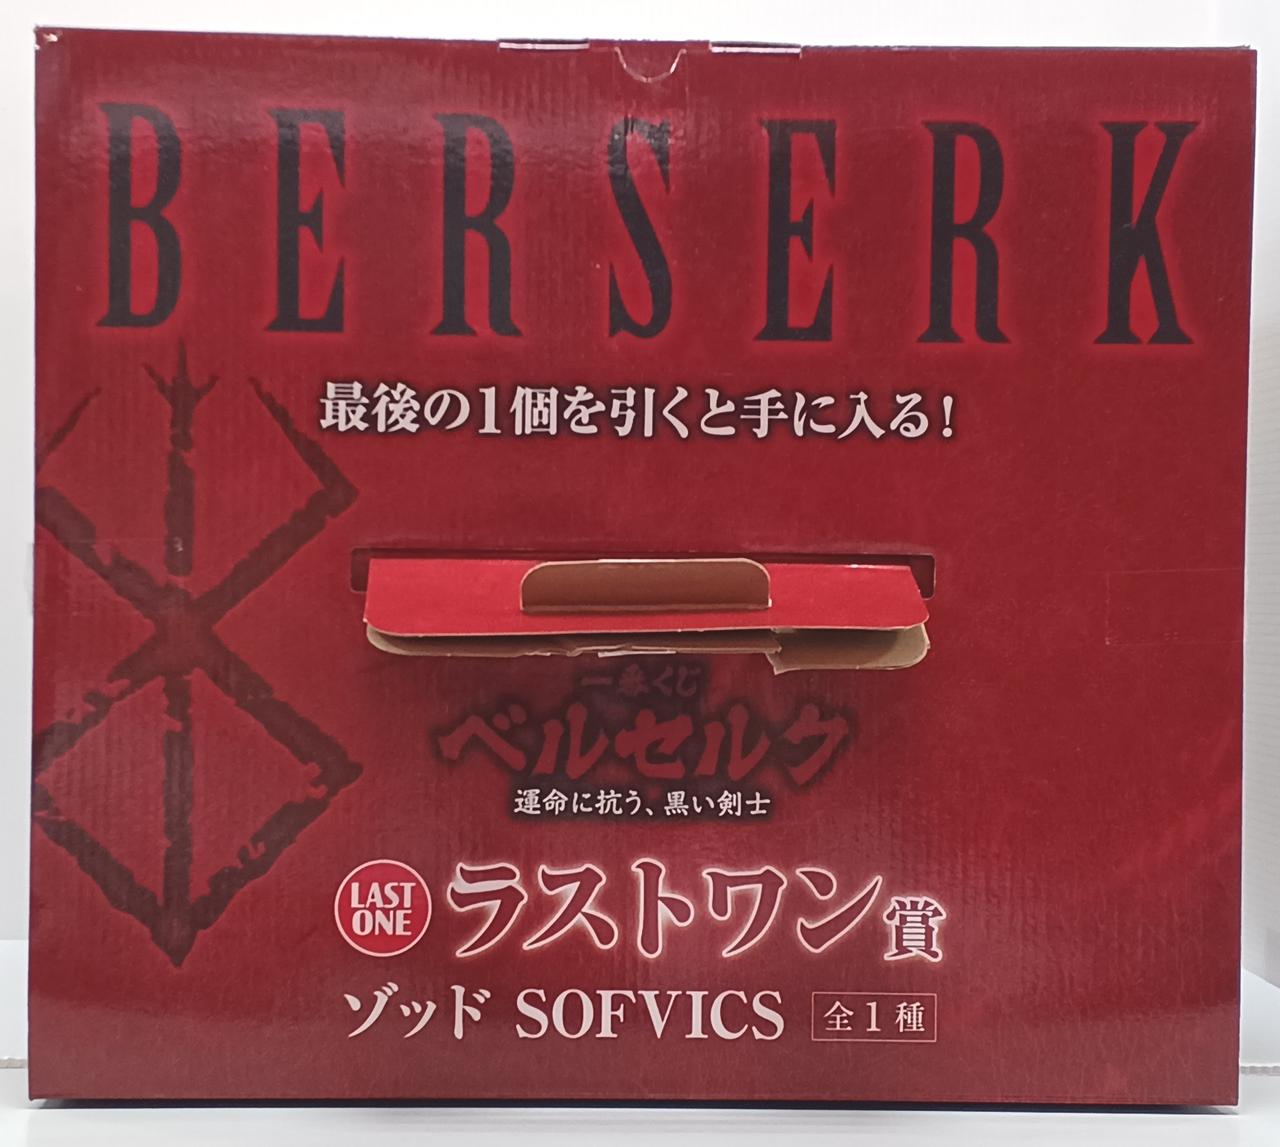 BERSERK
最後の1個を引くと手に入る!
一番くじ
ベルセルク
運命に抗う、黒い剣士
LAST
ONE
ラストワン賞
ゾッド SOFVICS 全1種